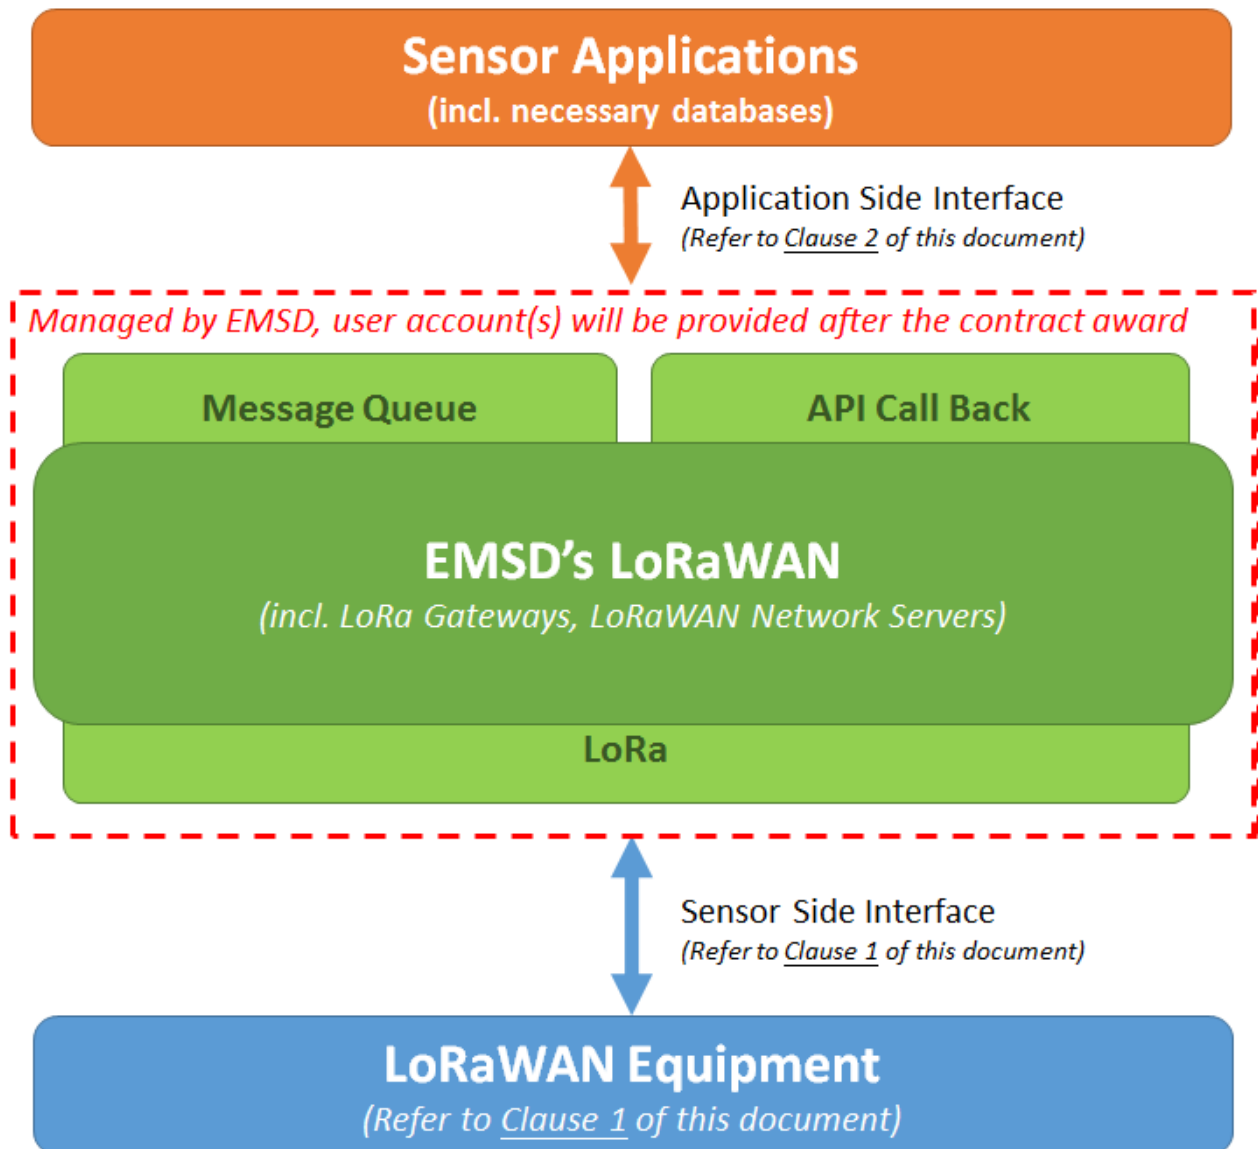 Sensor Applications
(incl. necessary databases)
Application Side Interface
(Refer to Clause 2 of this document)
Managed by EMSD, user account(s) will be provided after the contract award
Message Queue
API Call Back
EMSD’s LoRaWAN
(incl. LoRa Gateways, LoRaWAN Network Servers)
LoRa
Sensor Side Interface
(Refer to Clause 1 of this document)
LoRaWAN Equipment
(Refer to Clause 1 of this document)